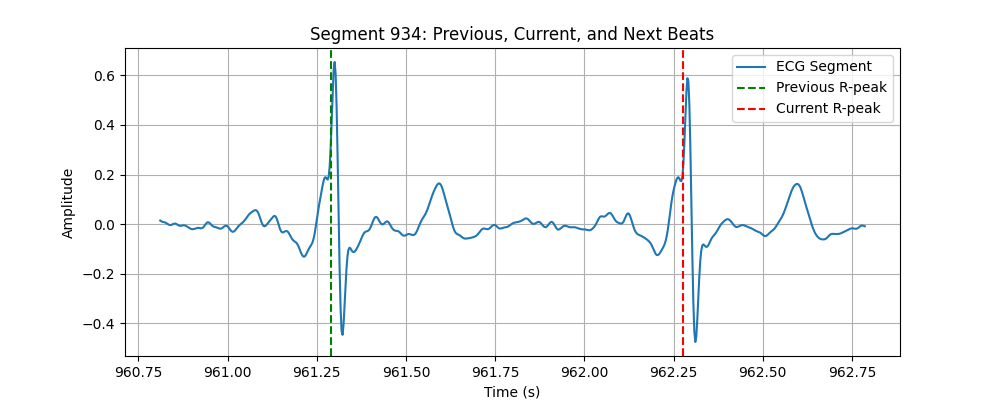 Segment 934: Previous, Current, and Next Beats
ECG Segment
Previous R-peak
Current R-peak
0.6
0.4
0.2
0.0
−0.2
−0.4
Amplitude
960.75 961.00 961.25 961.50 961.75 962.00 962.25 962.50 962.75
Time (s)